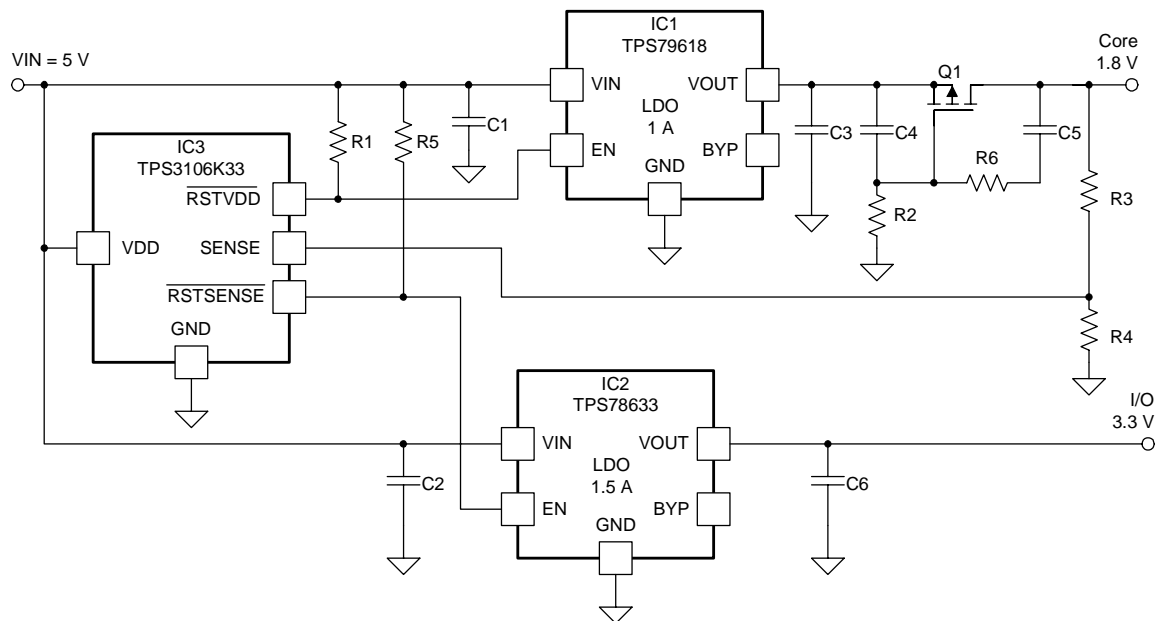 VIN = 5 V
IC1
TPS79618
VIN
VOUT
LDO
1 A
EN
BYP
GND
Q1
Core
1.8 V
C1
R1
R5
C3
C4
C5
R6
R2
R3
R4
IC3
TPS3106K33
RSTVDD
VDD
SENSE
RSTSENSE
GND
IC2
TPS78633
VIN
VOUT
LDO
1.5 A
EN
BYP
GND
C2
C6
I/O
3.3 V